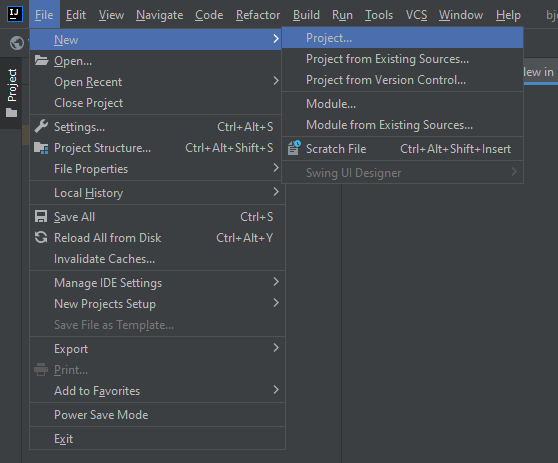 IJ
File Edit View Navigate Code Refactor Build Run Tools VCS Window Help
Project
New
Open...
Open Recent
Close Project
Settings... Ctrl+Alt+S
Project Structure... Ctrl+Alt+Shift+S
File Properties
Local History
Save All Ctrl+S
Reload All from Disk Ctrl+Alt+Y
Invalidate Caches...
Manage IDE Settings
New Projects Setup
Save File as Template...
Export
Print...
Add to Favorites
Power Save Mode
Exit
Project...
Project from Existing Sources...
Project from Version Control...
Module...
Module from Existing Sources...
Scratch File Ctrl+Alt+Shift+Insert
Swing UI Designer